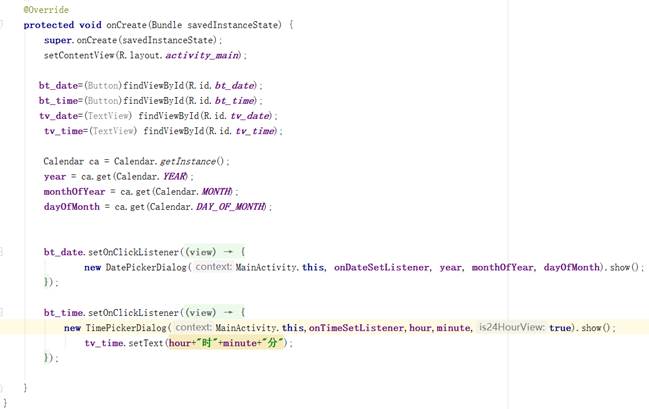 @Override
protected void onCreate(Bundle savedInstanceState) {
super.onCreate(savedInstanceState);
setContentView(R.layout.activity_main);
bt_date=(Button)findViewById(R.id.bt_date);
bt_time=(Button)findViewById(R.id.bt_time);
tv_date=(TextView) findViewById(R.id.tv_date);
tv_time=(TextView) findViewById(R.id.tv_time);
Calendar ca = Calendar.getInstance();
year = ca.get(Calendar.YEAR);
monthOfYear = ca.get(Calendar.MONTH);
dayOfMonth = ca.get(Calendar.DAY_OF_MONTH);
bt_date.setOnClickListener((view) → {
new DatePickerDialog( context: MainActivity.this, onDateSetListener, year, monthOfYear, dayOfMonth).show();
});
bt_time.setOnClickListener((view) → {
new TimePickerDialog( context: MainActivity.this,onTimeSetListener,hour,minute, is24HourView: true).show();
tv_time.setText(hour+"时"+minute+"分");
});
}
}